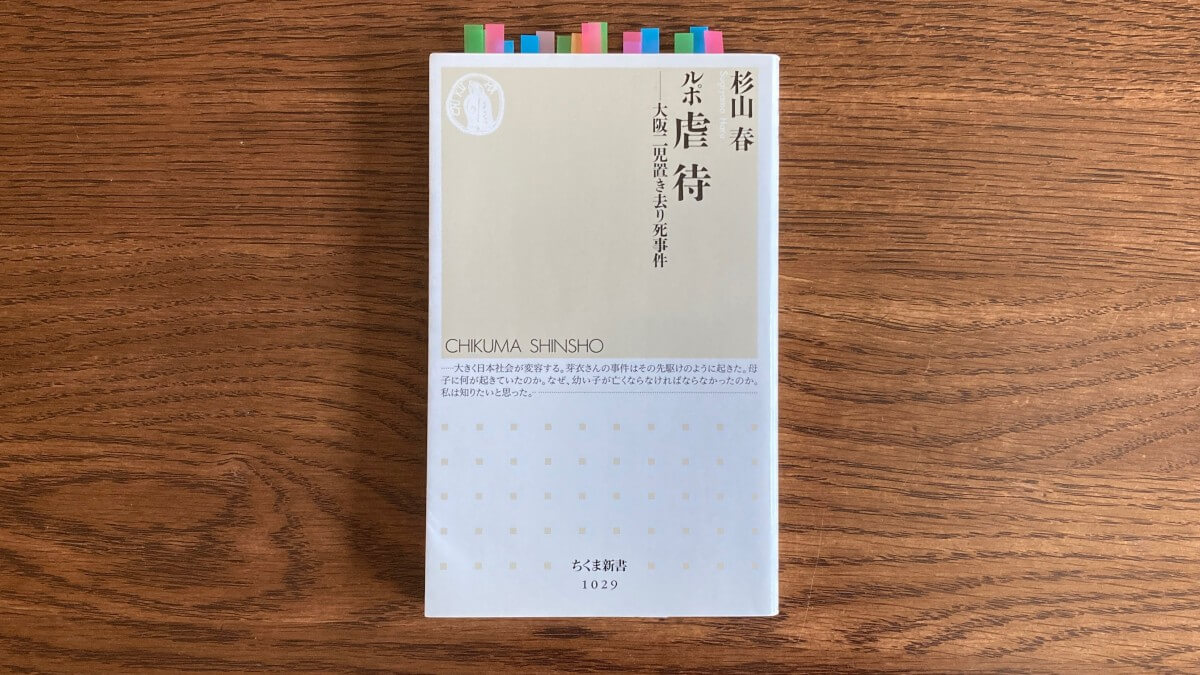 杉山 春
Sugiyama Haru
ルポ 虐待
──大阪二児置き去り死事件
CHIKUMA SHINSHO
……大きく日本社会が変容する。芽衣さんの事件はその先駆けのように起きた。母
子に何が起きていたのか。なぜ、幼い子が亡くならなければならなかったのか。
私は知りたいと思った。
ちくま新書
1029